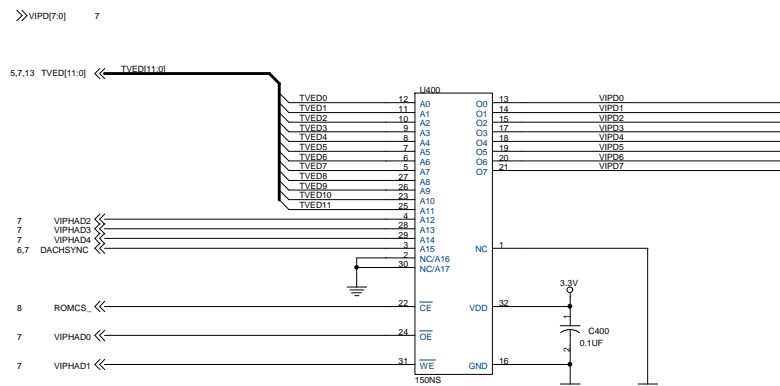 VIPD[7:0] 7
5,7,13 TVED[11:0] TVED[11:0]
U400
TVED0 12 A0 O0 13 VIPD0
TVED1 11 A1 O1 14 VIPD1
TVED2 10 A2 O2 15 VIPD2
TVED3 9 A3 O3 17 VIPD3
TVED4 8 A4 O4 18 VIPD4
TVED5 7 A5 O5 19 VIPD5
TVED6 6 A6 O6 20 VIPD6
TVED7 5 A7 O7 21 VIPD7
TVED8 27 A8
TVED9 26 A9
TVED10 23 A10
TVED11 25 A11
7 VIPHAD2 4 A12
7 VIPHAD3 28 A13
7 VIPHAD4 29 A14
6,7 DACHSYNC 3 A15 NC 1
2 NC/A16
30 NC/A17
3.3V
8 ROMCS_ 22 CE VDD 32
1
C400
0.1UF
2
7 VIPHAD0 24 OE
7 VIPHAD1 31 WE GND 16
150NS